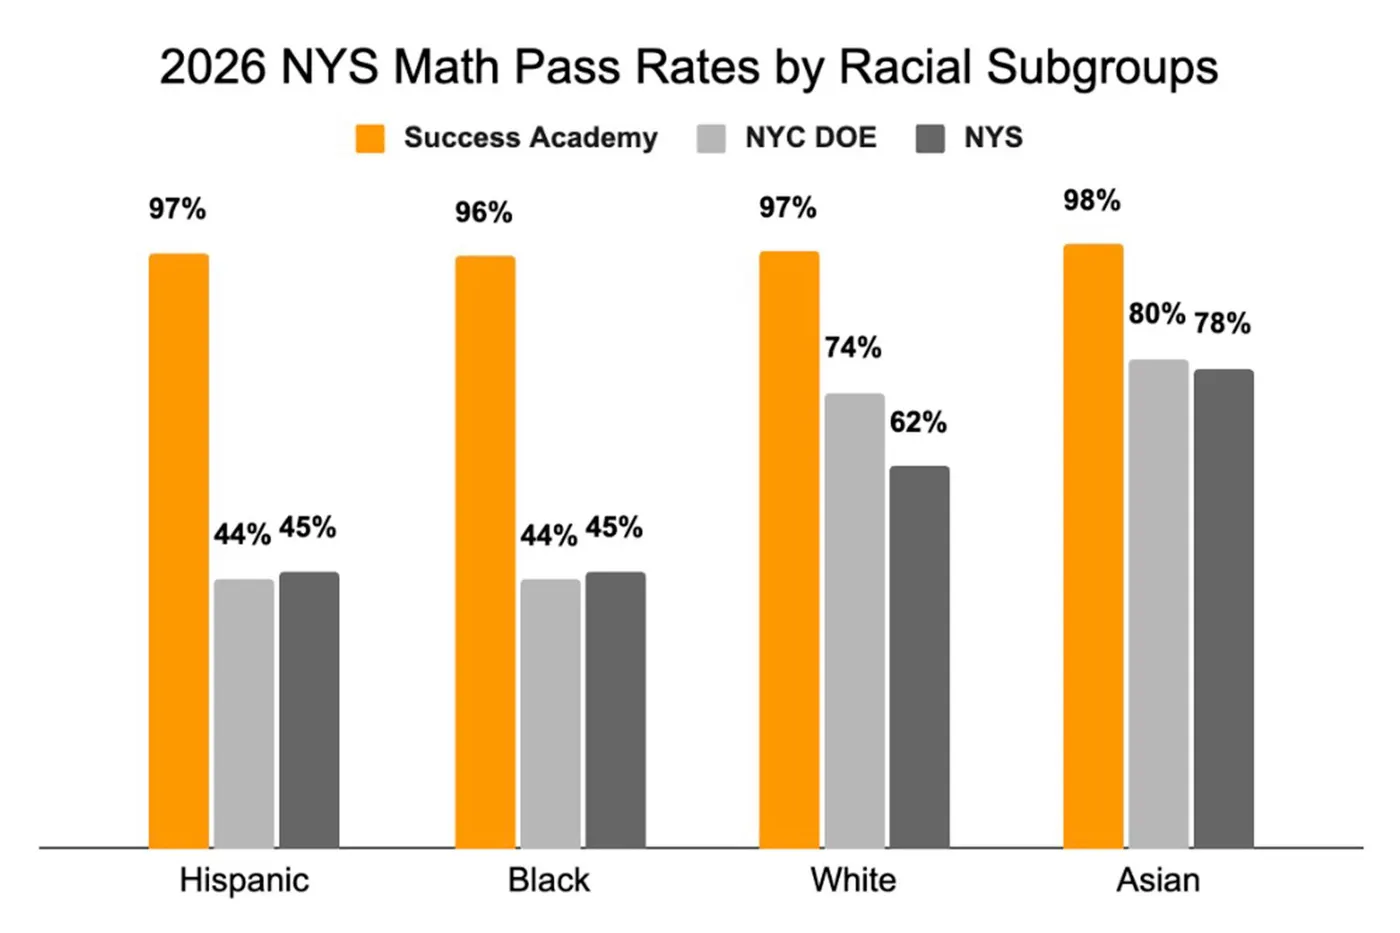 2026 NYS Math Pass Rates by Racial Subgroups
Success Academy NYC DOE NYS
97% 44% 45%
96% 44% 45%
97% 74% 62%
98% 80% 78%
Hispanic Black White Asian